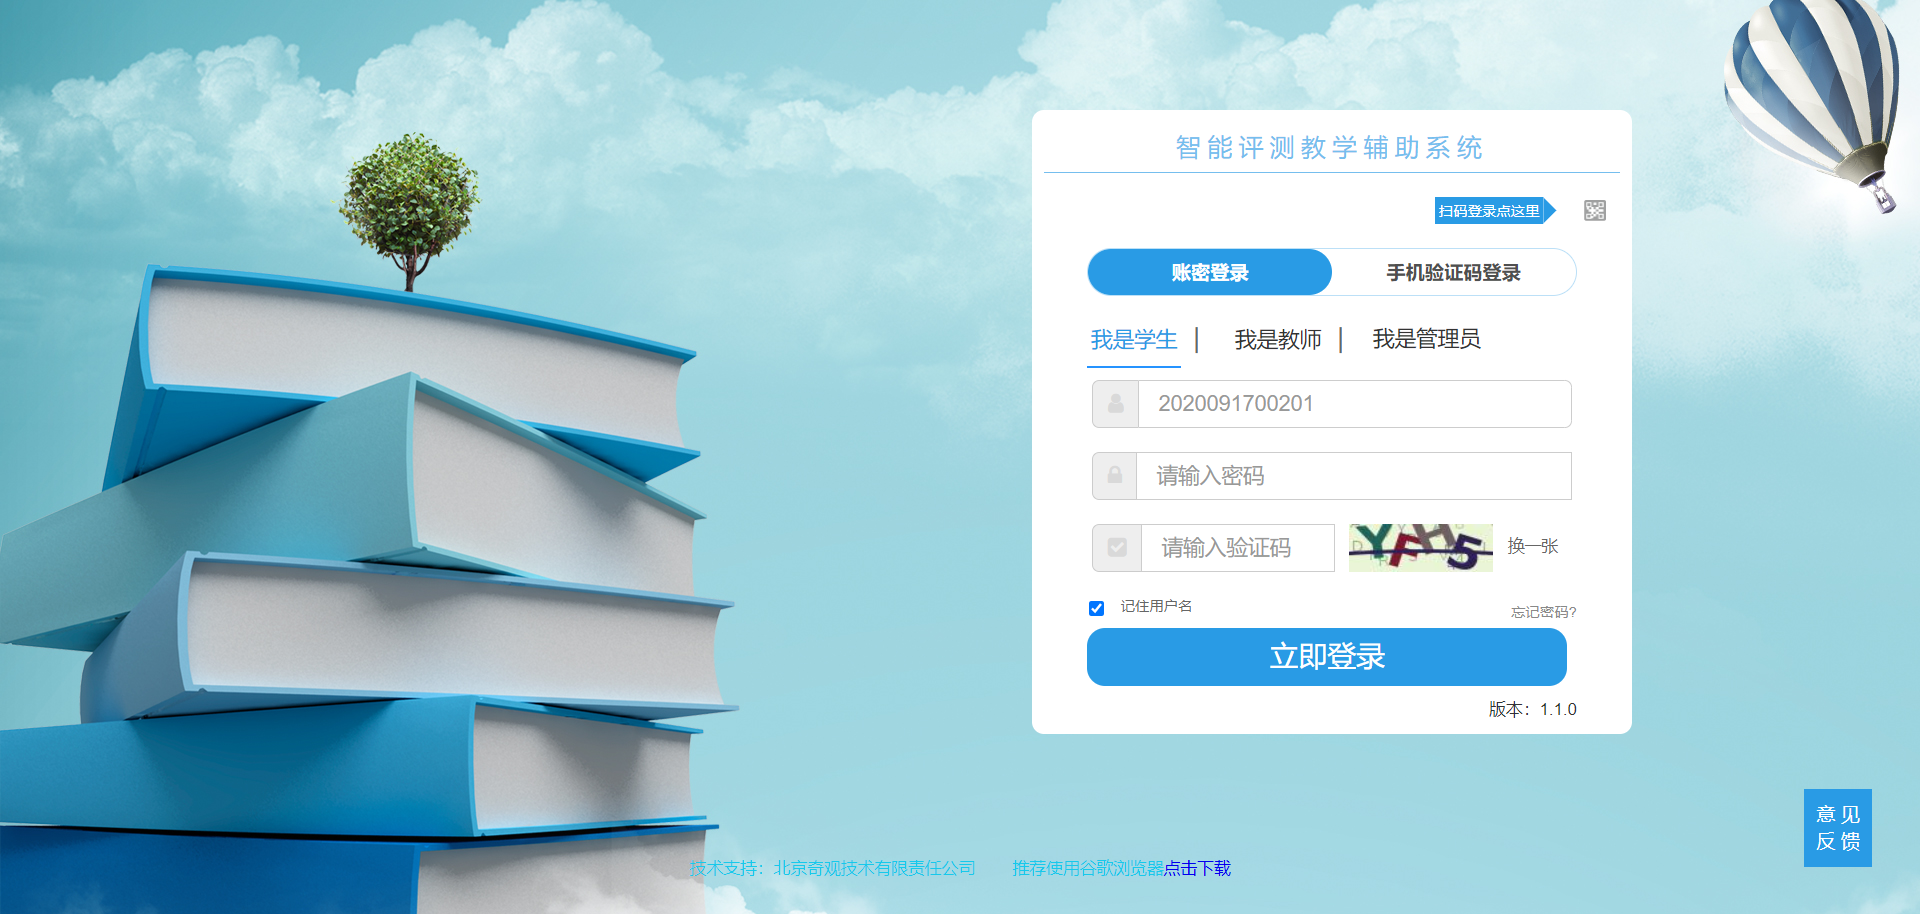 智能评测教学辅助系统
扫码登录点这里
账密登录 手机验证码登录
我是学生 | 我是教师 | 我是管理员
2020091700201
请输入密码
请输入验证码 YFH5 换一张
记住用户名 忘记密码?
立即登录
版本：1.1.0
意见
反馈
技术支持：北京奇观技术有限责任公司 推荐使用谷歌浏览器点击下载